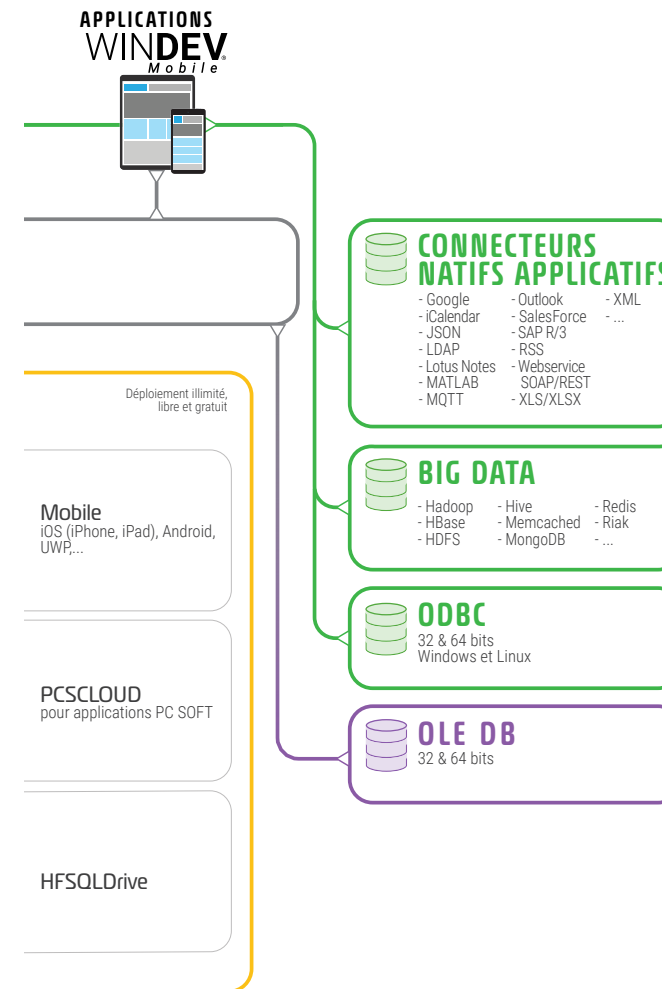 APPLICATIONS
WINDEV®
Mobile
CONNECTEURS
NATIFS APPLICATIFS
- Google
- iCalendar
- JSON
- LDAP
- Lotus Notes
- MATLAB
- MQTT
- Outlook
- SalesForce
- SAP R/3
- RSS
- Webservice
SOAP/REST
- XLS/XLSX
- XML
- ...
Déploiement illimité,
libre et gratuit
Mobile
iOS (iPhone, iPad), Android,
UWP,...
PCSCLOUD
pour applications PC SOFT
HFSQLDrive
BIG DATA
- Hadoop
- HBase
- HDFS
- Hive
- Memcached
- MongoDB
- Redis
- Riak
- ...
ODBC
32 & 64 bits
Windows et Linux
OLE DB
32 & 64 bits